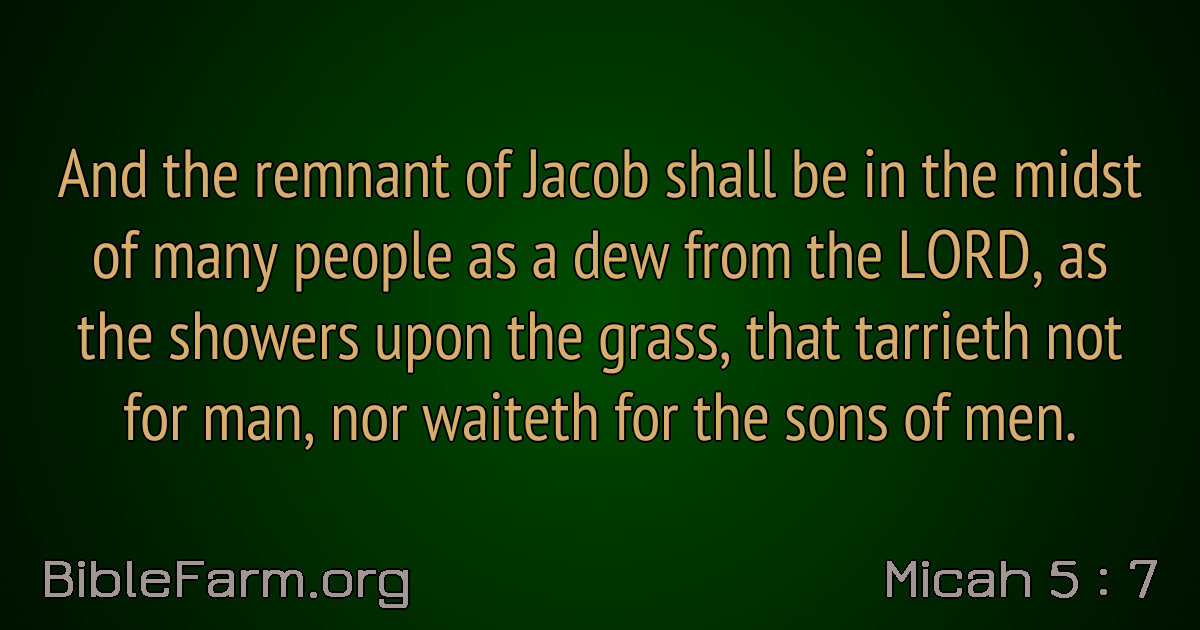 And the remnant of Jacob shall be in the midst
of many people as a dew from the LORD, as
the showers upon the grass, that tarrieth not
for man, nor waiteth for the sons of men.
BibleFarm.org
Micah 5 : 7